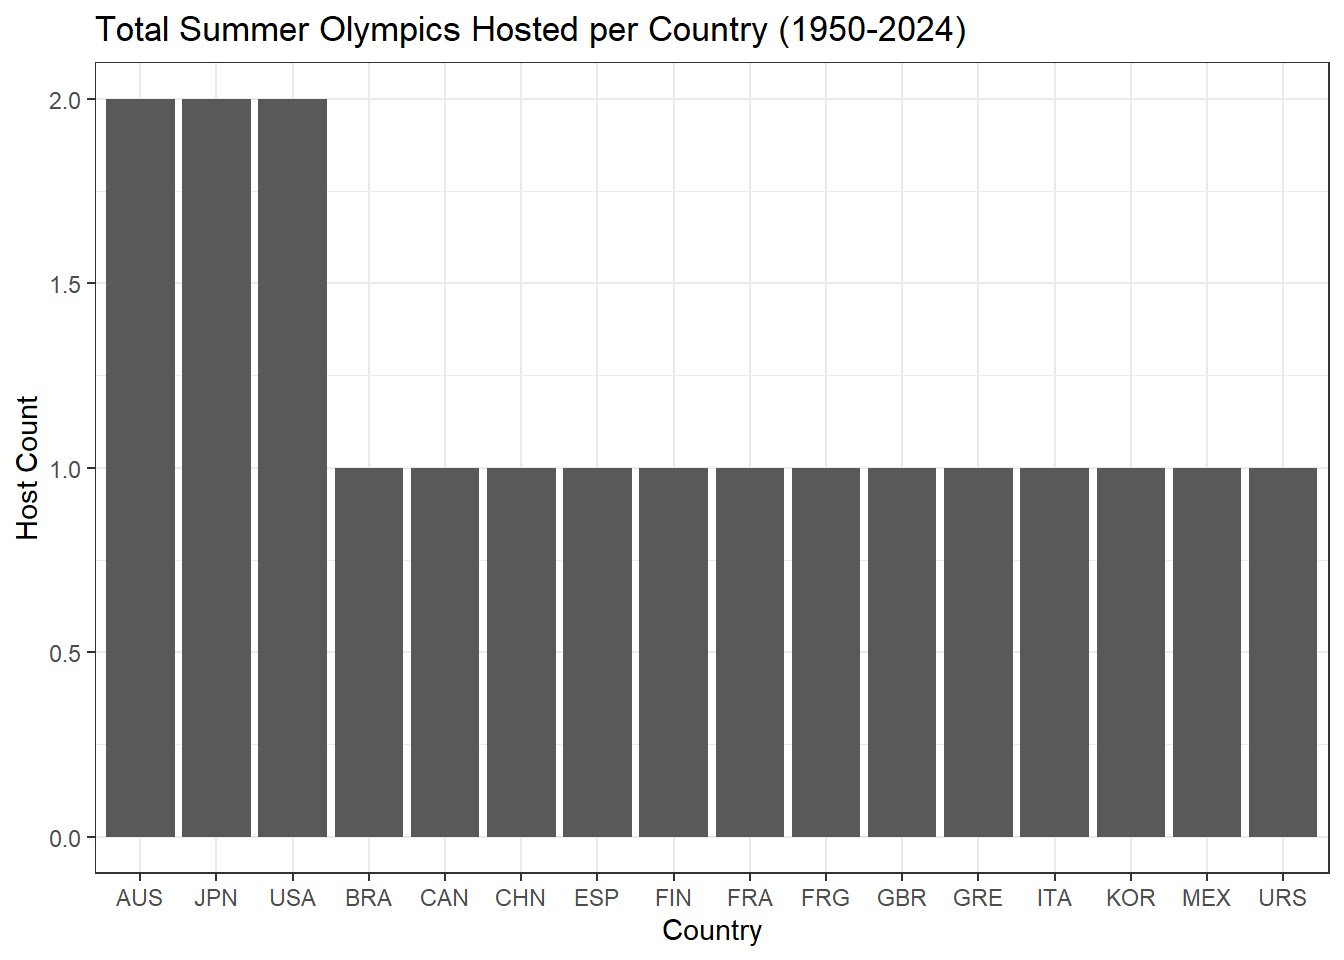 Total Summer Olympics Hosted per Country (1950-2024)
Host Count
2.0
1.5
1.0
0.5
0.0
AUS JPN USA BRA CAN CHN ESP FIN FRA FRG GBR GRE ITA KOR MEX URS
Country